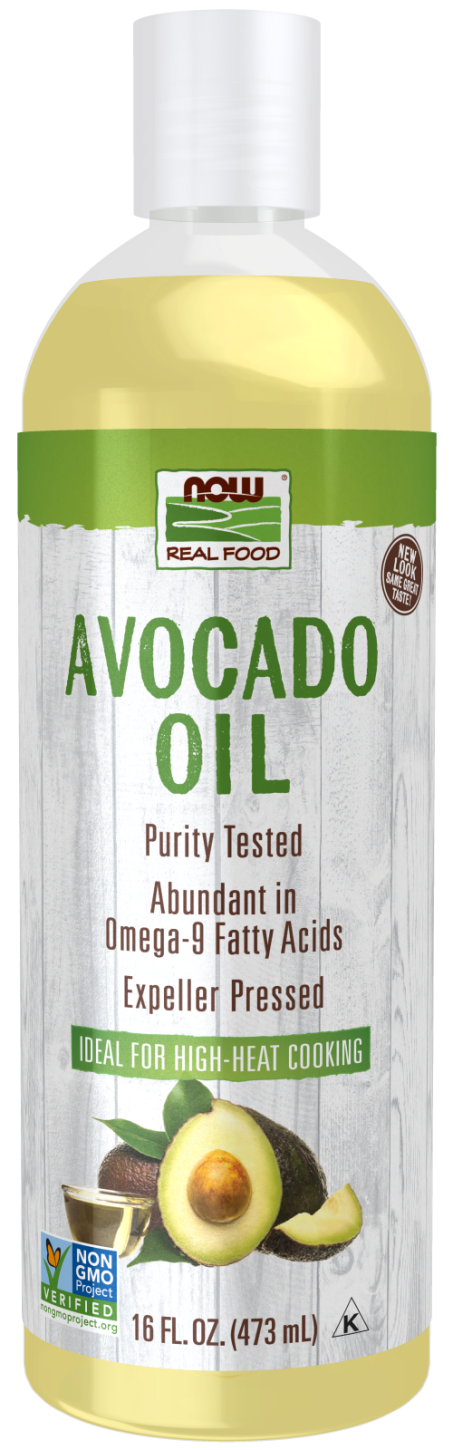 NOW®
REAL FOOD
NEW
LOOK
SAME GREAT
TASTE!
AVOCADO
OIL
Purity Tested
Abundant in
Omega-9 Fatty Acids
Expeller Pressed
IDEAL FOR HIGH-HEAT COOKING
NON
GMO
Project
VERIFIED
nongmoproject.org
16 FL. OZ. (473 mL)
K